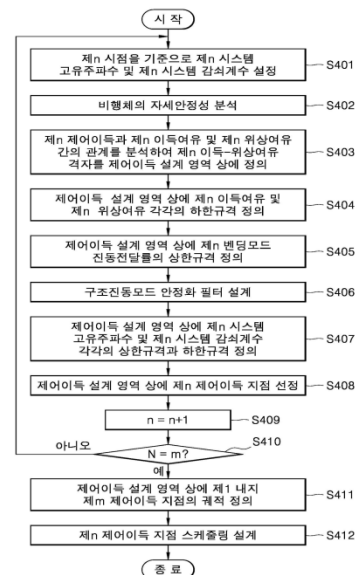 시 작
제n 시점을 기준으로 제n 시스템
고유주파수 및 제n 시스템 감쇠계수 설정
S401
비행체의 자세안정성 분석
S402
제n 제어이득과 제n 이득여유 및 제n 위상여유
간의 관계를 분석하여 제n 이득-위상여유
격자를 제어이득 설계 영역 상에 정의
S403
제어이득 설계 영역 상에 제n 이득여유 및
제n 위상여유 각각의 하한규격 정의
S404
제어이득 설계 영역 상에 제n 벤딩모드
진동전달률의 상한규격 정의
S405
구조진동모드 안정화 필터 설계
S406
제어이득 설계 영역 상에 제n 시스템
고유주파수 및 제n 시스템 감쇠계수
각각의 상한규격과 하한규격 정의
S407
제어이득 설계 영역 상에 제n 제어이득 지점 선정
S408
n = n+1
S409
아니오
N = m?
S410
예
제어이득 설계 영역 상에 제1 내지
제m 제어이득 지점의 궤적 정의
S411
제n 제어이득 지점 스케줄링 설계
S412
종 료